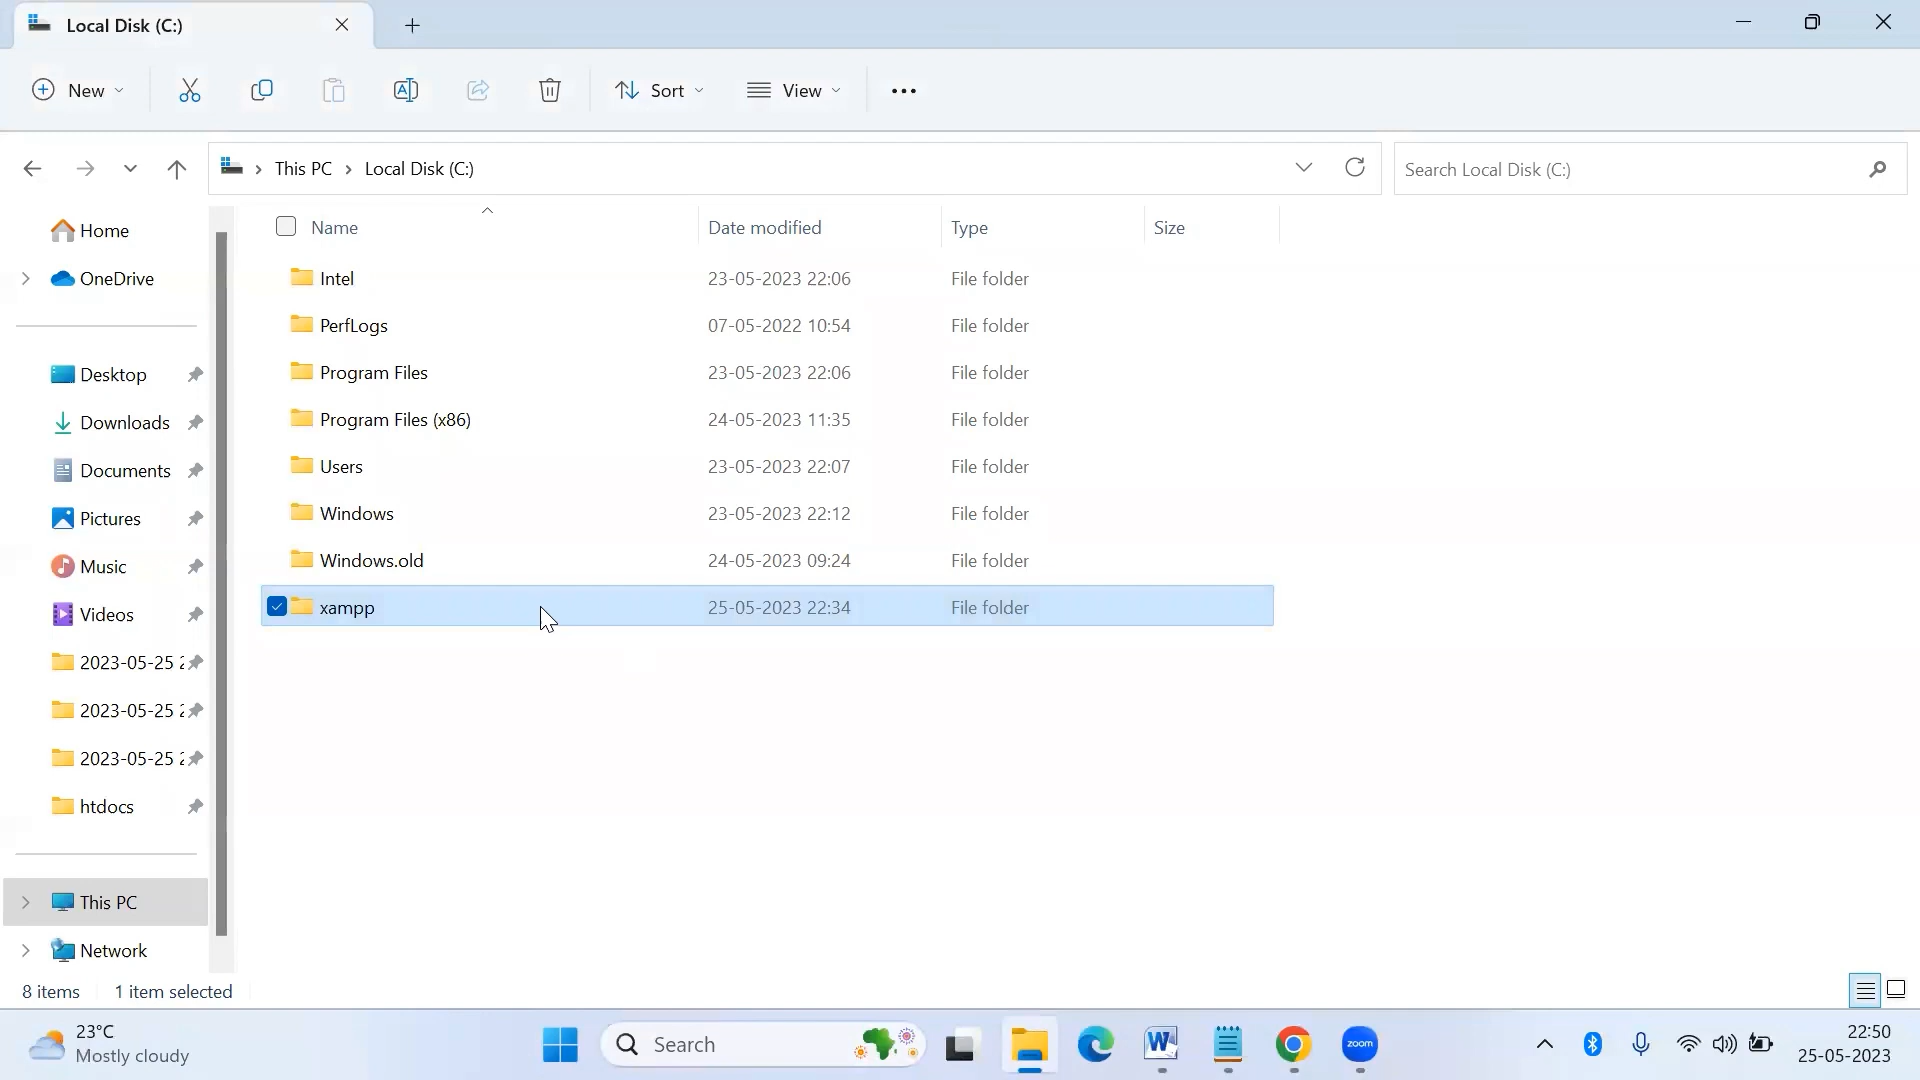 Local Disk (C:)
New
Sort
View
This PC
Local Disk (C:)
Search Local Disk (C:)
Name
Date modified
Type
Size
Home
OneDrive
Desktop
Downloads
Documents
Pictures
Music
Videos
2023-05-25 2
2023-05-25 2
2023-05-25 2
htdocs
This PC
Network
Intel 23-05-2023 22:06 File folder
PerfLogs 07-05-2022 10:54 File folder
Program Files 23-05-2023 22:06 File folder
Program Files (x86) 24-05-2023 11:35 File folder
Users 23-05-2023 22:07 File folder
Windows 23-05-2023 22:12 File folder
Windows.old 24-05-2023 09:24 File folder
xampp 25-05-2023 22:34 File folder
8 items
1 item selected
23°C
Mostly cloudy
Search
zoom
22:50
25-05-2023